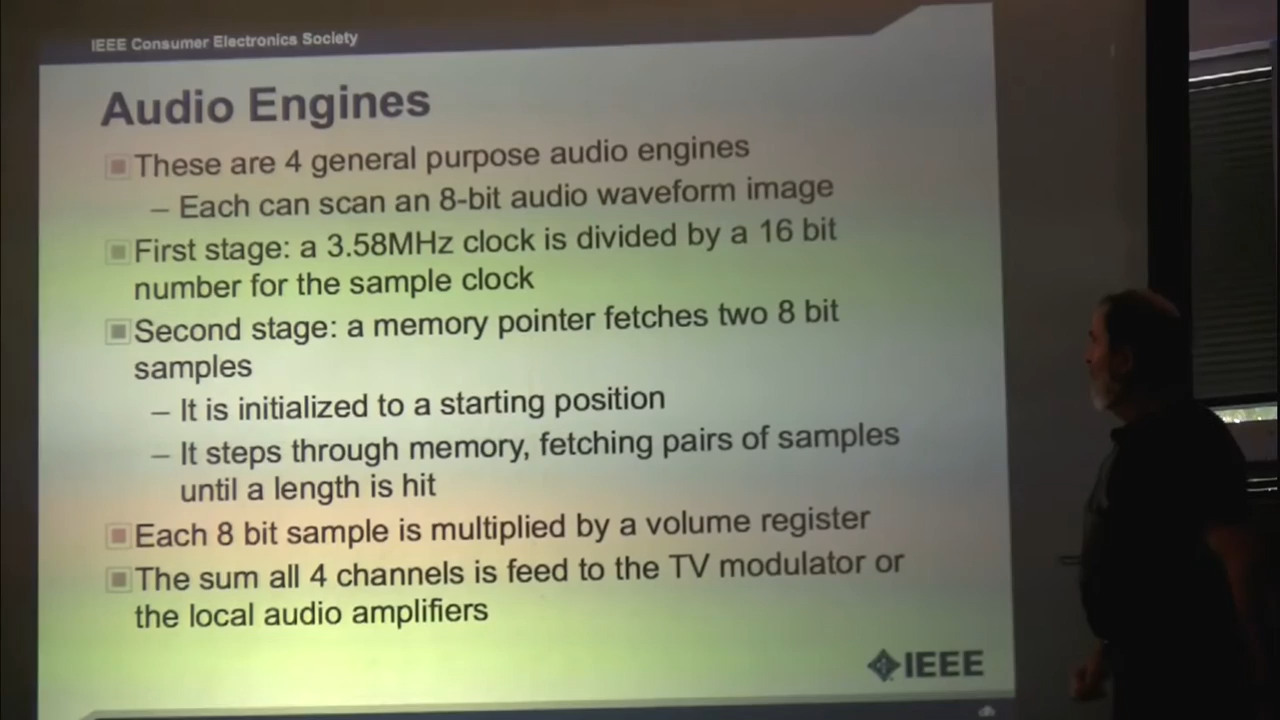 IEEE Consumer Electronics Society
Audio Engines
These are 4 general purpose audio engines
– Each can scan an 8-bit audio waveform image
First stage: a 3.58MHz clock is divided by a 16 bit
number for the sample clock
Second stage: a memory pointer fetches two 8 bit
samples
– It is initialized to a starting position
– It steps through memory, fetching pairs of samples
until a length is hit
Each 8 bit sample is multiplied by a volume register
The sum all 4 channels is feed to the TV modulator or
the local audio amplifiers
IEEE